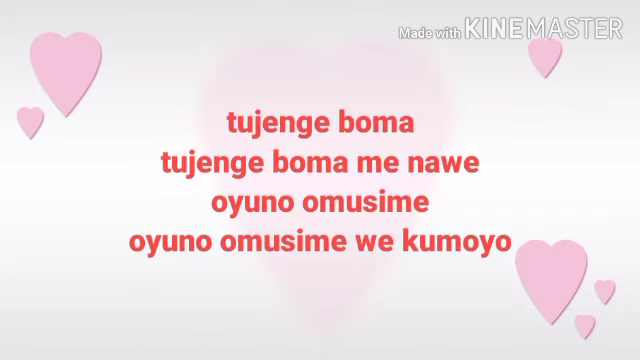 Made with KINEMASTER
tujenge boma
tujenge boma me nawe
oyuno omusime
oyuno omusime we kumoyo